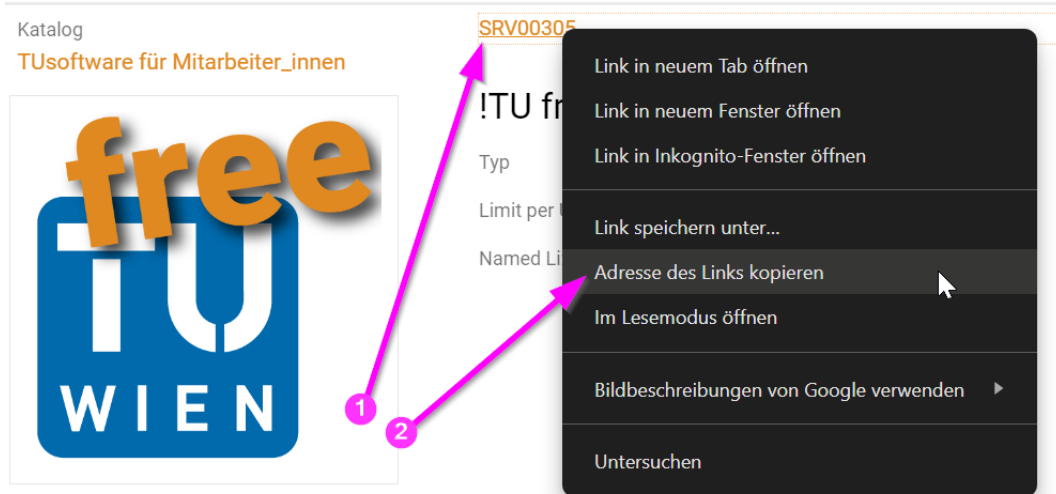 Katalog
TUsoftware für Mitarbeiter_innen
free
TU
WIEN
SRV00305
!TU fr
Typ
Limit per
Named Li
1
2
Link in neuem Tab öffnen
Link in neuem Fenster öffnen
Link in Inkognito-Fenster öffnen
Link speichern unter...
Adresse des Links kopieren
Im Lesemodus öffnen
Bildbeschreibungen von Google verwenden
Untersuchen